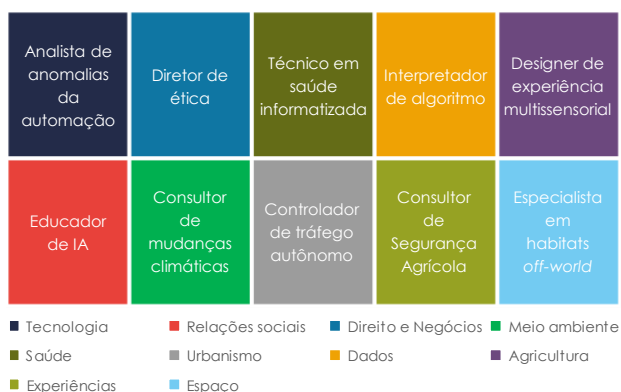 Analista de
anomalias
da
automação
Diretor de
ética
Técnico em
saúde
informatizada
Interpretador
de algoritmo
Designer de
experiência
multissensorial
Educador
de IA
Consultor
de
mudanças
climáticas
Controlador
de tráfego
autônomo
Consultor
de
Segurança
Agrícola
Especialista
em
habitats
off-world
Tecnologia
Relações sociais
Direito e Negócios
Meio ambiente
Saúde
Urbanismo
Dados
Agricultura
Experiências
Espaço